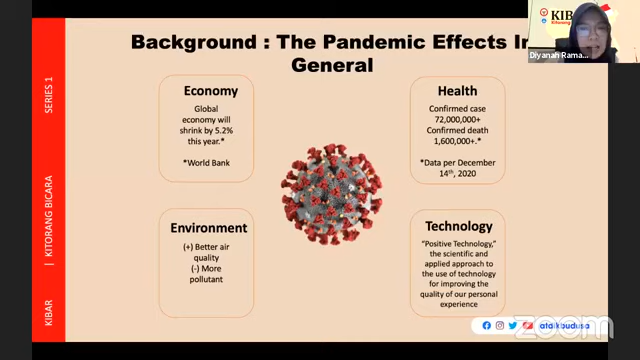 Background : The Pandemic Effects In
General
Economy
Global
economy will
shrink by 5.2%
this year.*
*World Bank
Health
Confirmed case
72,000,000+
Confirmed death
1,600,000+.*
*Data per December
14th, 2020
Environment
(+) Better air
quality
(-) More
pollutant
Technology
"Positive Technology,"
the scientific and
applied approach to
the use of technology
for improving the
quality of our personal
experience
KIBAR | KITORANG BICARA SERIES 1
Diyanah Rama...
atdikbudusa
zoom